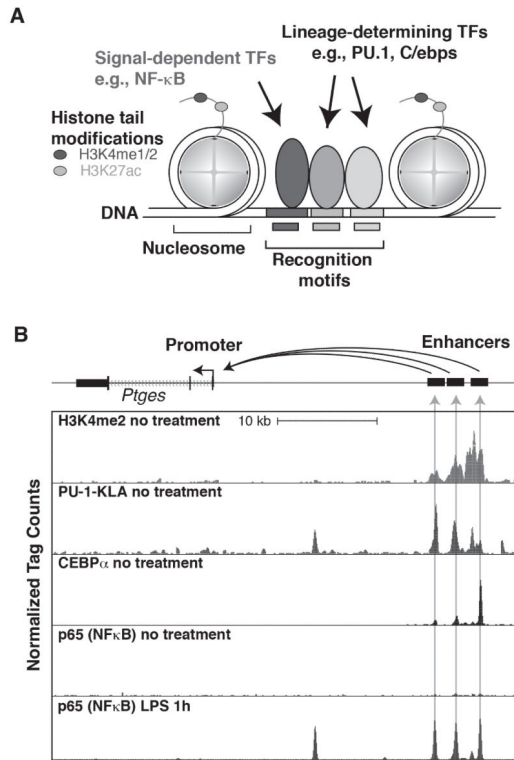 A
Signal-dependent TFs
e.g., NF-κB
Lineage-determining TFs
e.g., PU.1, C/ebps
Histone tail
modifications
H3K4me1/2
H3K27ac
DNA
Nucleosome
Recognition
motifs
B
Promoter
Enhancers
Ptges
H3K4me2 no treatment
10 kb
PU-1-KLA no treatment
CEBPα no treatment
p65 (NFκB) no treatment
p65 (NFκB) LPS 1h
Normalized Tag Counts